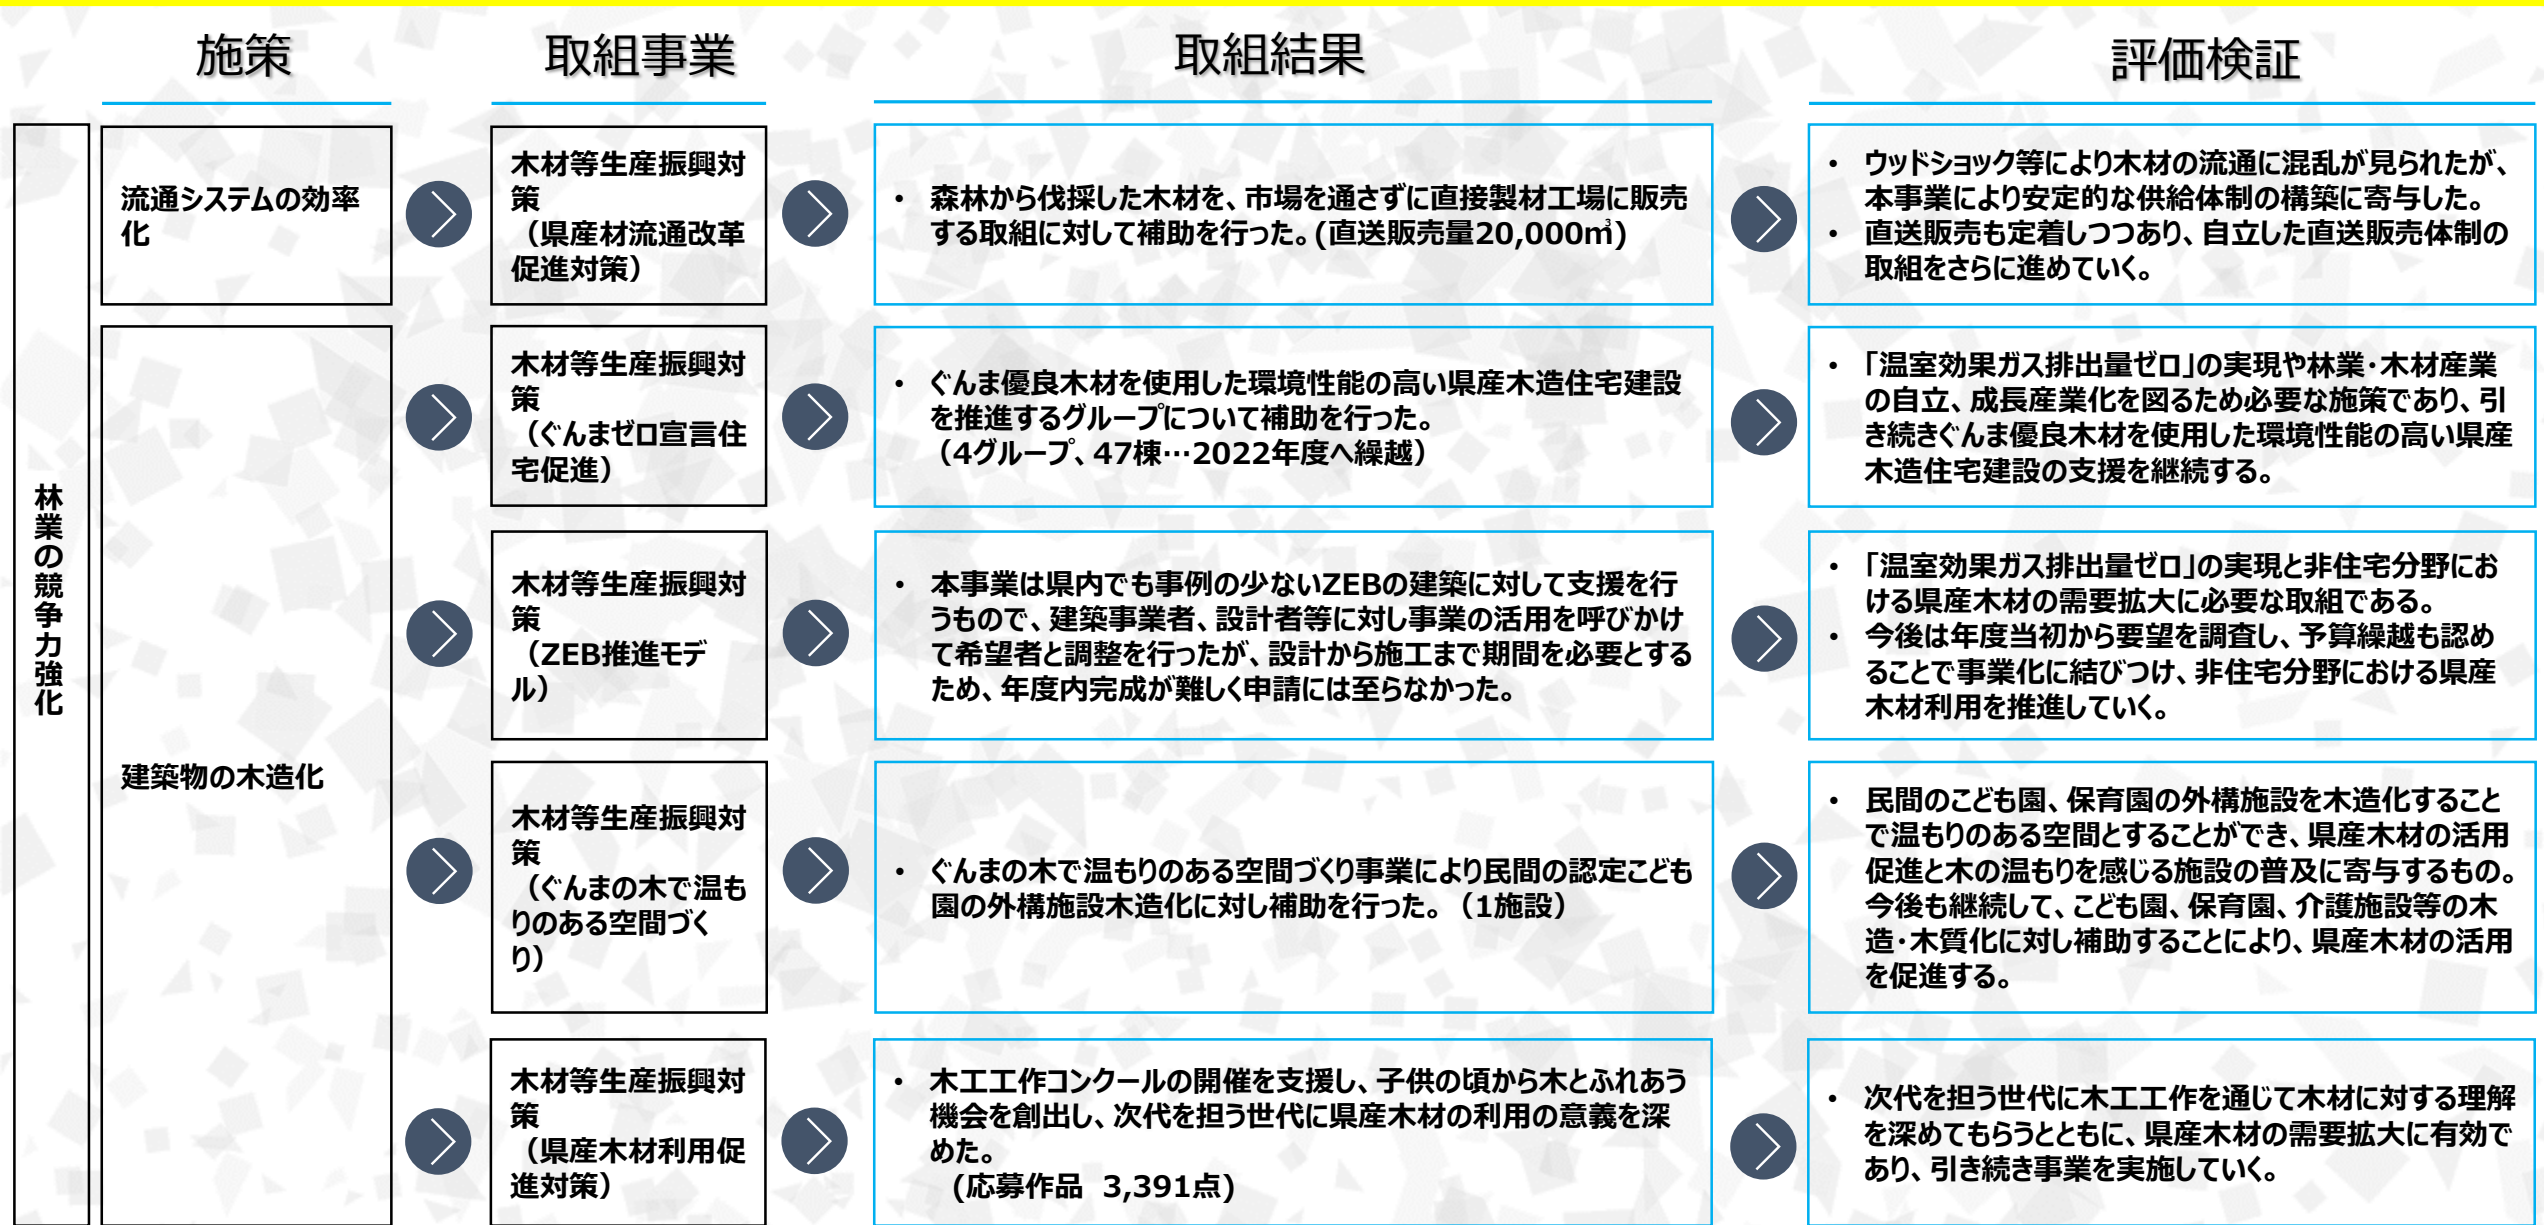 施策
取組事業
取組結果
評価検証
林業の競争力強化
流通システムの効率
化
木材等生産振興対
策
（県産材流通改革
促進対策）
• 森林から伐採した木材を、市場を通さずに直接製材工場に販売
する取組に対して補助を行った。(直送販売量20,000㎥)
• ウッドショック等により木材の流通に混乱が見られたが、
本事業により安定的な供給体制の構築に寄与した。
• 直送販売も定着しつつあり、自立した直送販売体制の
取組をさらに進めていく。
建築物の木造化
木材等生産振興対
策
（ぐんまゼロ宣言住
宅促進）
• ぐんま優良木材を使用した環境性能の高い県産木造住宅建設
を推進するグループについて補助を行った。
（4グループ、47棟…2022年度へ繰越）
• 「温室効果ガス排出量ゼロ」の実現や林業・木材産業
の自立、成長産業化を図るため必要な施策であり、引
き続きぐんま優良木材を使用した環境性能の高い県産
木造住宅建設の支援を継続する。
木材等生産振興対
策
（ZEB推進モデ
ル）
• 本事業は県内でも事例の少ないZEBの建築に対して支援を行
うもので、建築事業者、設計者等に対し事業の活用を呼びかけ
て希望者と調整を行ったが、設計から施工まで期間を必要とする
ため、年度内完成が難しく申請には至らなかった。
• 「温室効果ガス排出量ゼロ」の実現と非住宅分野にお
ける県産木材の需要拡大に必要な取組である。
• 今後は年度当初から要望を調査し、予算繰越も認め
ることで事業化に結びつけ、非住宅分野における県産
木材利用を推進していく。
木材等生産振興対
策
（ぐんまの木で温も
りのある空間づく
り）
• ぐんまの木で温もりのある空間づくり事業により民間の認定こども
園の外構施設木造化に対し補助を行った。（1施設）
• 民間のこども園、保育園の外構施設を木造化すること
で温もりのある空間とすることができ、県産木材の活用
促進と木の温もりを感じる施設の普及に寄与するもの。
今後も継続して、こども園、保育園、介護施設等の木
造・木質化に対し補助することにより、県産木材の活用
を促進する。
木材等生産振興対
策
（県産木材利用促
進対策）
• 木工工作コンクールの開催を支援し、子供の頃から木とふれあう
機会を創出し、次代を担う世代に県産木材の利用の意義を深
めた。
(応募作品 3,391点)
• 次代を担う世代に木工工作を通じて木材に対する理解
を深めてもらうとともに、県産木材の需要拡大に有効で
あり、引き続き事業を実施していく。